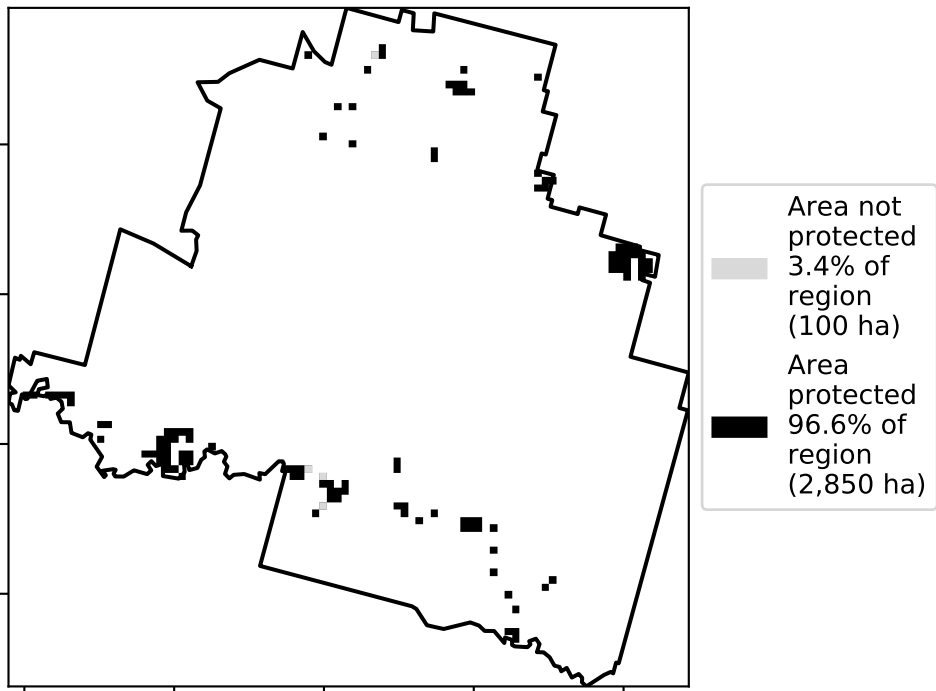 Area not
protected
3.4% of
region
(100 ha)
Area
protected
96.6% of
region
(2,850 ha)